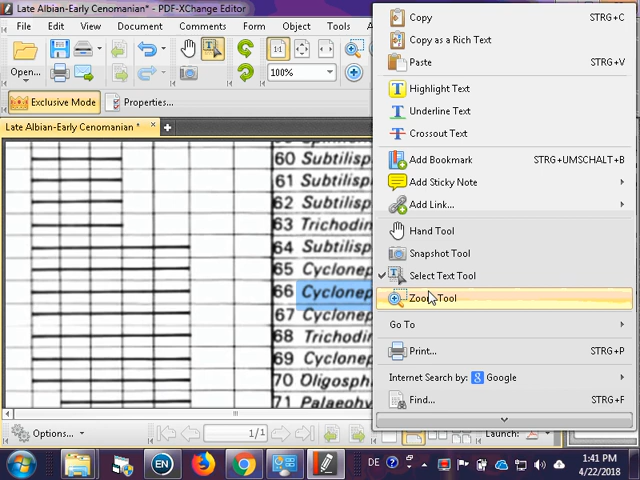 Late Albian-Early Cenomanian* - PDF-XChange Editor
File Edit View Document Comments Form Object Tools
Open...
100%
Exclusive Mode
Properties...
Late Albian-Early Cenomanian *
60 Subtilisp
61 Subtilisp
62 Subtilisp
63 Trichodin
64 Subtilisp
65 Cyclonep
66 Cyclonep
67 Cyclonep
68 Trichodin
69 Cyclonep
70 Oligosph
71 Palaeophy
Copy STRG+C
Copy as a Rich Text
Paste STRG+V
Highlight Text
Underline Text
Crossout Text
Add Bookmark STRG+UMSCHALT+B
Add Sticky Note
Add Link...
Hand Tool
Snapshot Tool
Select Text Tool
Zoom Tool
Go To
Print... STRG+P
Internet Search by: Google
Find... STRG+F
Options...
1/1
Launch:
EN
DE
1:41 PM
4/22/2018